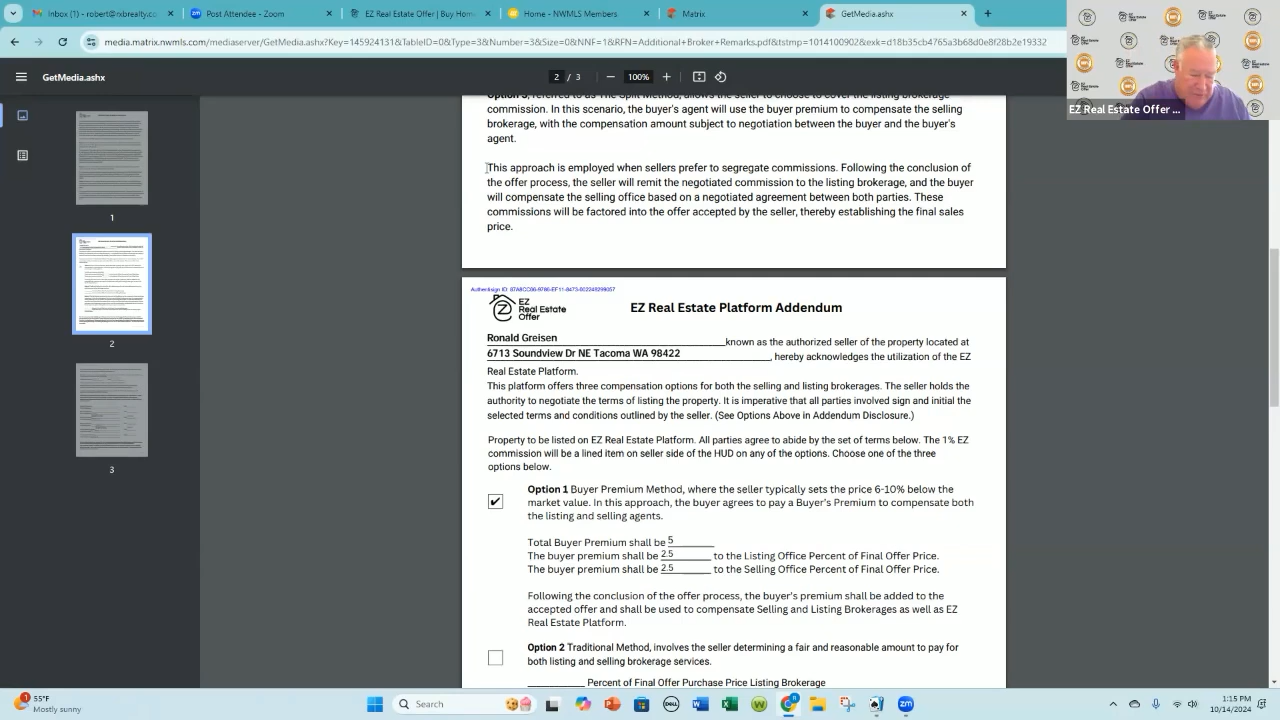 Inbox (1) - robert@ezbrealtyco
Post Attendee - Zoom
EZ Real Estate Offer | Buy Hom
Home - NWMLS Members
Matrix
GetMedia.ashx
media.matrix.nwmls.com/mediaserver/GetMedia.ashx?Key=145924131&TableID=0&Type=3&Number=3&Size=0&NNF=1&RFN=Additional+Broker+Remarks.pdf&tstmp=1014100902&exk=d18b35cb4765a3b68d0e8f28b2e19332
GetMedia.ashx
2 / 3
100%
Option 3, referred to as The Split Method, allows the seller to choose to cover the listing brokerage
commission. In this scenario, the buyer's agent will use the buyer premium to compensate the selling
brokerage, with the compensation amount subject to negotiation between the buyer and the buyer's
agent.
This approach is employed when sellers prefer to segregate commissions. Following the conclusion of
the offer process, the seller will remit the negotiated commission to the listing brokerage, and the buyer
will compensate the selling office based on a negotiated agreement between both parties. These
commissions will be factored into the offer accepted by the seller, thereby establishing the final sales
price.
EZ
Real Estate
Offer
EZ Real Estate Platform Addendum
Ronald Greisen known as the authorized seller of the property located at
6713 Soundview Dr NE Tacoma WA 98422 , hereby acknowledges the utilization of the EZ
Real Estate Platform.
This platform offers three compensation options for both the selling and listing brokerages. The seller holds the
authority to negotiate the terms of listing the property. It is imperative that all parties involved sign and initial the
selected terms and conditions outlined by the seller. (See Options Above in Addendum Disclosure.)
Property to be listed on EZ Real Estate Platform. All parties agree to abide by the set of terms below. The 1% EZ
commission will be a lined item on seller side of the HUD on any of the options. Choose one of the three
options below.
Option 1 Buyer Premium Method, where the seller typically sets the price 6-10% below the
market value. In this approach, the buyer agrees to pay a Buyer's Premium to compensate both
the listing and selling agents.
Total Buyer Premium shall be 5
The buyer premium shall be 2.5 to the Listing Office Percent of Final Offer Price.
The buyer premium shall be 2.5 to the Selling Office Percent of Final Offer Price.
Following the conclusion of the offer process, the buyer's premium shall be added to the
accepted offer and shall be used to compensate Selling and Listing Brokerages as well as EZ
Real Estate Platform.
Option 2 Traditional Method, involves the seller determining a fair and reasonable amount to pay for
both listing and selling brokerage services.
Percent of Final Offer Purchase Price Listing Brokerage
1
2
3
EZ Real Estate Offer ...
55°F
Mostly sunny
Search
1:15 PM
10/14/2024